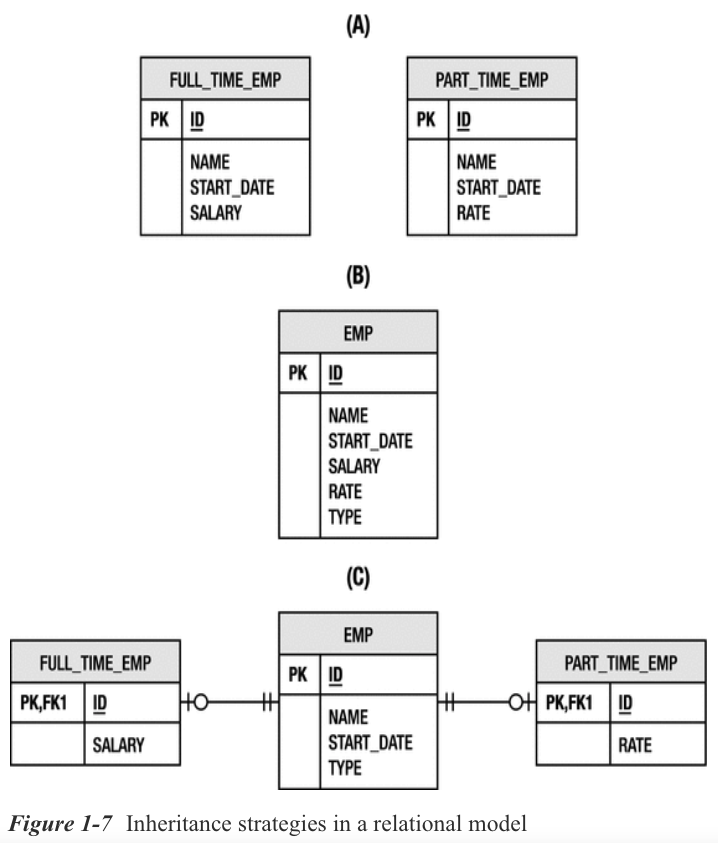 (A)
FULL_TIME_EMP
PK ID
NAME
START_DATE
SALARY
PART_TIME_EMP
PK ID
NAME
START_DATE
RATE
(B)
EMP
PK ID
NAME
START_DATE
SALARY
RATE
TYPE
(C)
FULL_TIME_EMP
PK,FK1 ID
SALARY
EMP
PK ID
NAME
START_DATE
TYPE
PART_TIME_EMP
PK,FK1 ID
RATE
Figure 1-7 Inheritance strategies in a relational model